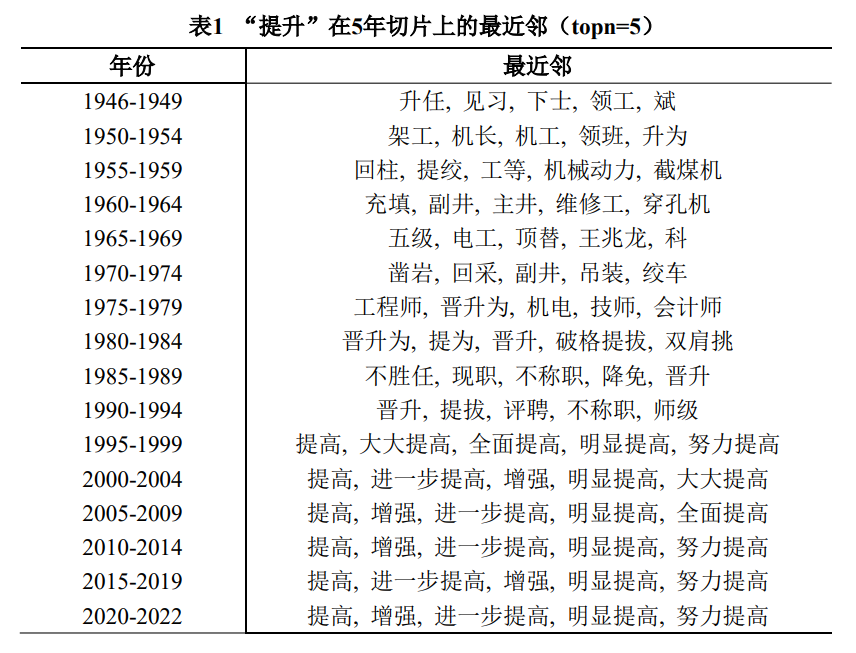 表1 “提升”在5年切片上的最近邻（topn=5）
年份 最近邻
1946-1949 升任, 见习, 下士, 领工, 斌
1950-1954 架工, 机长, 机工, 领班, 升为
1955-1959 回柱, 提绞, 工等, 机械动力, 截煤机
1960-1964 充填, 副井, 主井, 维修工, 穿孔机
1965-1969 五级, 电工, 顶替, 王兆龙, 科
1970-1974 凿岩, 回采, 副井, 吊装, 绞车
1975-1979 工程师, 晋升为, 机电, 技师, 会计师
1980-1984 晋升为, 提为, 晋升, 破格提拔, 双肩挑
1985-1989 不胜任, 现职, 不称职, 降免, 晋升
1990-1994 晋升, 提拔, 评聘, 不称职, 师级
1995-1999 提高, 大大提高, 全面提高, 明显提高, 努力提高
2000-2004 提高, 进一步提高, 增强, 明显提高, 大大提高
2005-2009 提高, 增强, 进一步提高, 明显提高, 全面提高
2010-2014 提高, 增强, 进一步提高, 明显提高, 努力提高
2015-2019 提高, 进一步提高, 增强, 明显提高, 努力提高
2020-2022 提高, 增强, 进一步提高, 明显提高, 努力提高